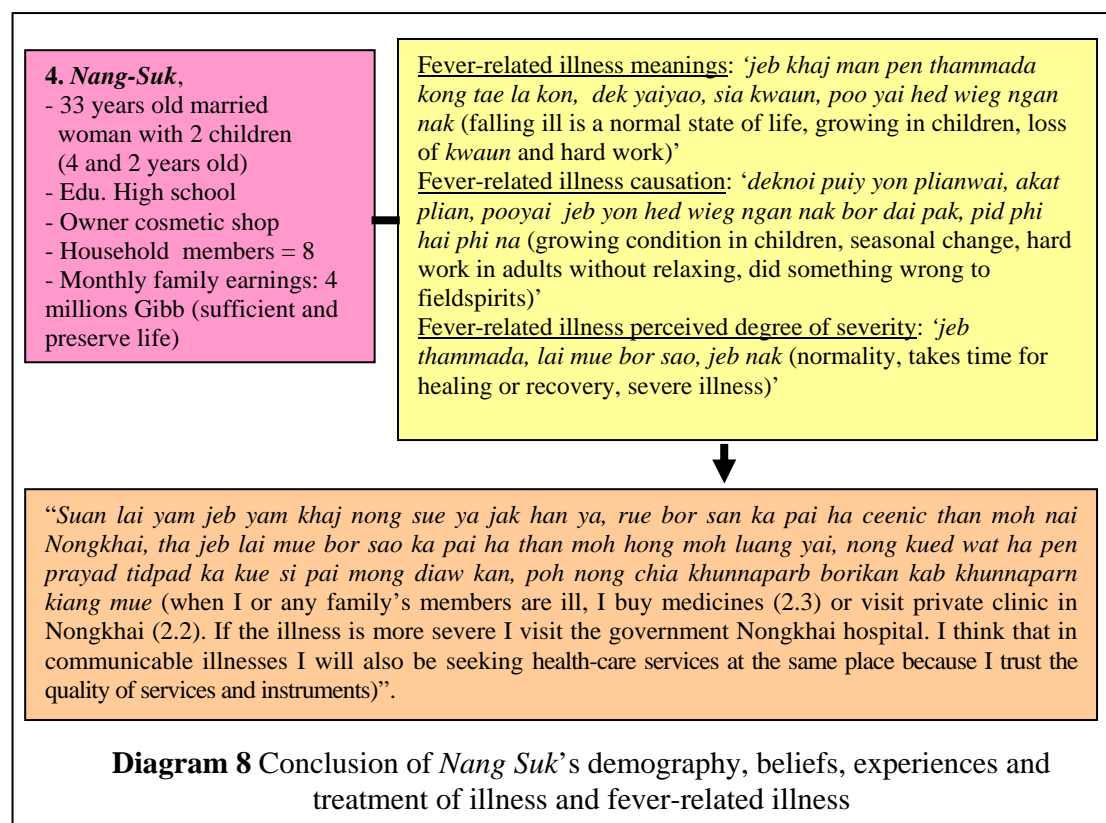 4. Nang-Suk,
- 33 years old married
woman with 2 children
(4 and 2 years old)
- Edu. High school
- Owner cosmetic shop
- Household members = 8
- Monthly family earnings: 4
millions Gibb (sufficient and
preserve life)
Fever-related illness meanings: ‘jeb khaj man pen thammada
kong tae la kon, dek yaiyao, sia kwaun, poo yai hed wieg ngan
nak (falling ill is a normal state of life, growing in children, loss
of kwaun and hard work)’
Fever-related illness causation: ‘deknoi puiy yon plianwai, akat
plian, pooyai jeb yon hed wieg ngan nak bor dai pak, pid phi
hai phi na (growing condition in children, seasonal change, hard
work in adults without relaxing, did something wrong to
fieldspirits)’
Fever-related illness perceived degree of severity: ‘jeb
thammada, lai mue bor sao, jeb nak (normality, takes time for
healing or recovery, severe illness)’
“Suan lai yam jeb yam khaj nong sue ya jak han ya, rue bor san ka pai ha ceenic than moh nai
Nongkhai, tha jeb lai mue bor sao ka pai ha than moh hong moh luang yai, nong kued wat ha pen
prayad tidpad ka kue si pai mong diaw kan, poh nong chia khunnaparb borikan kab khunnaparn
kiang mue (when I or any family’s members are ill, I buy medicines (2.3) or visit private clinic in
Nongkhai (2.2). If the illness is more severe I visit the government Nongkhai hospital. I think that in
communicable illnesses I will also be seeking health-care services at the same place because I trust the
quality of services and instruments)”.
Diagram 8 Conclusion of Nang Suk’s demography, beliefs, experiences and
treatment of illness and fever-related illness